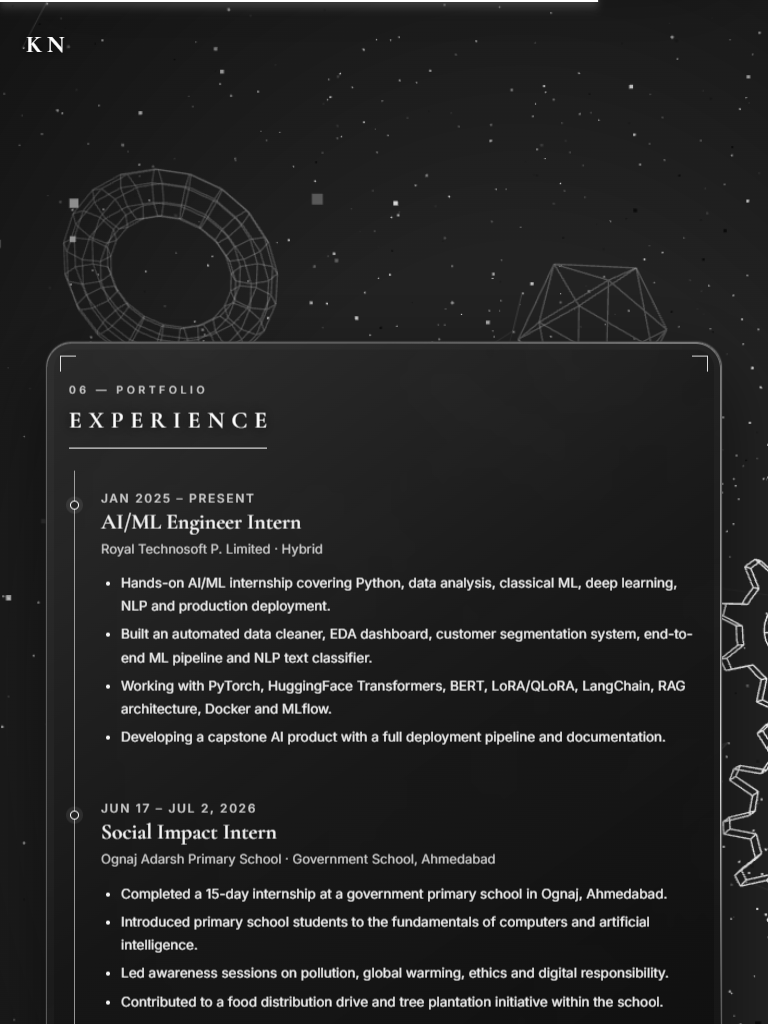 KN
06 — PORTFOLIO
EXPERIENCE
JAN 2025 – PRESENT
AI/ML Engineer Intern
Royal Technosoft P. Limited · Hybrid
• Hands-on AI/ML internship covering Python, data analysis, classical ML, deep learning,
NLP and production deployment.
• Built an automated data cleaner, EDA dashboard, customer segmentation system, end-to-
end ML pipeline and NLP text classifier.
• Working with PyTorch, HuggingFace Transformers, BERT, LoRA/QLoRA, LangChain, RAG
architecture, Docker and MLflow.
• Developing a capstone AI product with a full deployment pipeline and documentation.
JUN 17 – JUL 2, 2026
Social Impact Intern
Ognaj Adarsh Primary School · Government School, Ahmedabad
• Completed a 15-day internship at a government primary school in Ognaj, Ahmedabad.
• Introduced primary school students to the fundamentals of computers and artificial
intelligence.
• Led awareness sessions on pollution, global warming, ethics and digital responsibility.
• Contributed to a food distribution drive and tree plantation initiative within the school.